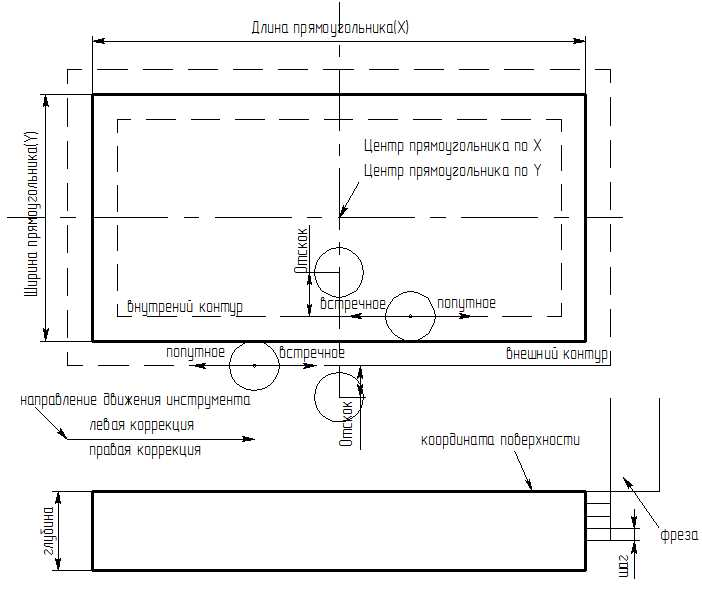 Длина прямоугольника(X)
Ширина прямоугольника(Y)
Центр прямоугольника по X
Центр прямоугольника по Y
Отскок
внутрений контур
встречное
попутное
попутное
встречное
внешний контур
Отскок
направление движения инструмента
левая коррекция
правая коррекция
координата поверхности
глубина
фреза
шаг